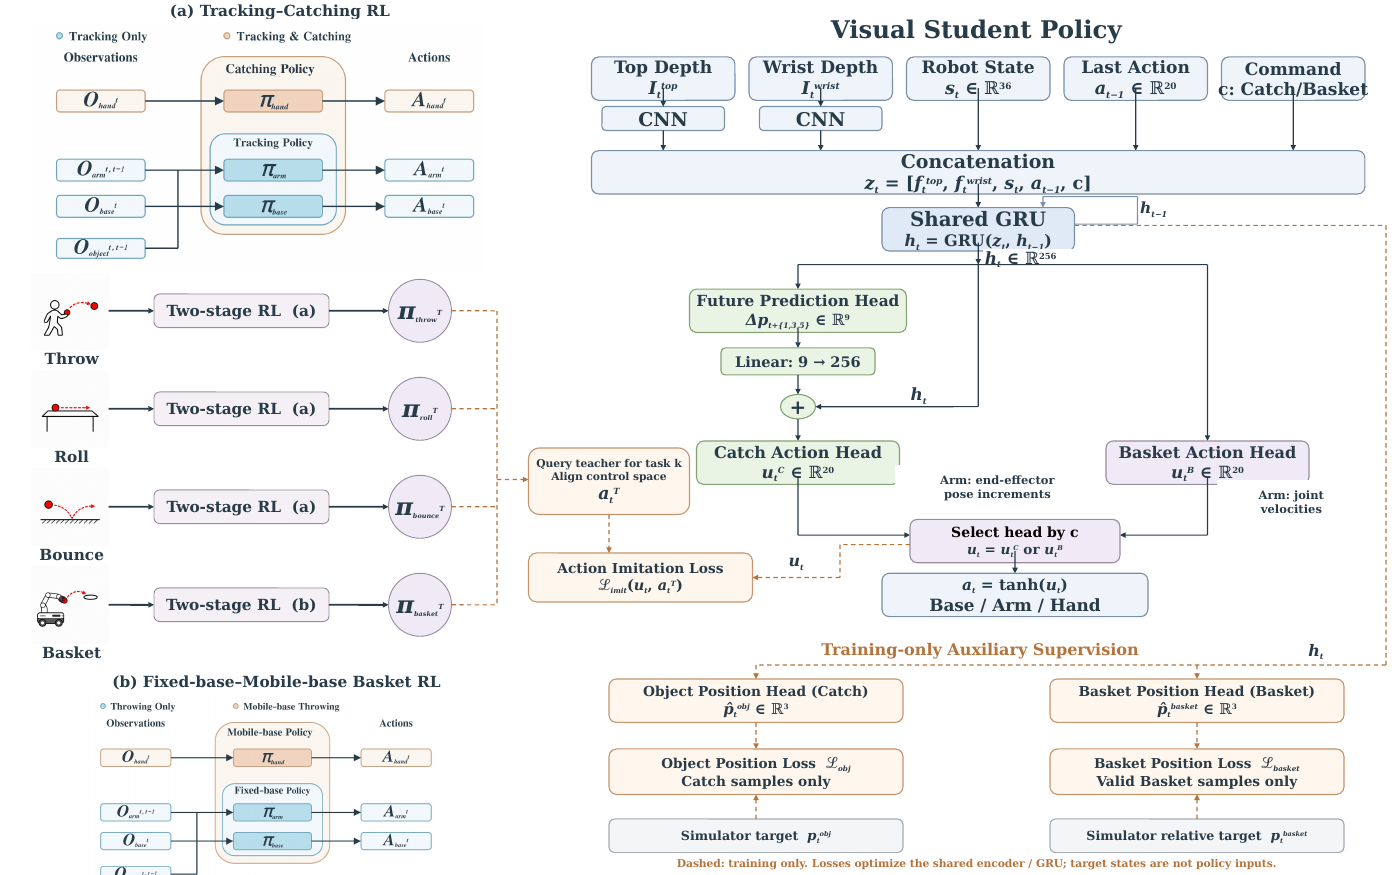 (a) Tracking–Catching RL
Tracking Only
Tracking & Catching
Observations
Actions
Catching Policy
O_hand^t
π_hand
A_hand^t
Tracking Policy
O_arm^t, t−1
π_arm
A_arm^t
O_base^t
π_base
A_base^t
O_object^t, t−1
Throw
Two-stage RL (a)
π_throw^T
Roll
Two-stage RL (a)
π_roll^T
Bounce
Two-stage RL (a)
π_bounce^T
Basket
Two-stage RL (b)
π_basket^T
(b) Fixed-base–Mobile-base Basket RL
Throwing Only
Mobile-base Throwing
Observations
Actions
Mobile-base Policy
O_hand^t
π_hand
A_hand^t
Fixed-base Policy
O_arm^t, t−1
π_arm
A_arm^t
O_base^t
π_base
A_base^t
Visual Student Policy
Top Depth
I_t^top
CNN
Wrist Depth
I_t^wrist
CNN
Robot State
s_t ∈ ℝ^36
Last Action
a_t−1 ∈ ℝ^20
Command
c: Catch/Basket
Concatenation
z_t = [f_t^top, f_t^wrist, s_t, a_t−1, c]
Shared GRU
h_t = GRU(z_t, h_t−1)
h_t−1
h_t ∈ ℝ^256
Future Prediction Head
Δp_t+{1,3,5} ∈ ℝ^9
Linear: 9 → 256
+
h_t
Catch Action Head
u_t^C ∈ ℝ^20
Basket Action Head
u_t^B ∈ ℝ^20
Arm: end-effector
pose increments
Arm: joint
velocities
Query teacher for task k
Align control space
a_t^T
Select head by c
u_t = u_t^C or u_t^B
Action Imitation Loss
ℒ_imit(u_t, a_t^T)
u_t
a_t = tanh(u_t)
Base / Arm / Hand
Training-only Auxiliary Supervision
h_t
Object Position Head (Catch)
p̂_t^obj ∈ ℝ^3
Basket Position Head (Basket)
p̂_t^basket ∈ ℝ^3
Object Position Loss ℒ_obj
Catch samples only
Basket Position Loss ℒ_basket
Valid Basket samples only
Simulator target p_t^obj
Simulator relative target p_t^basket
Dashed: training only. Losses optimize the shared encoder / GRU; target states are not policy inputs.